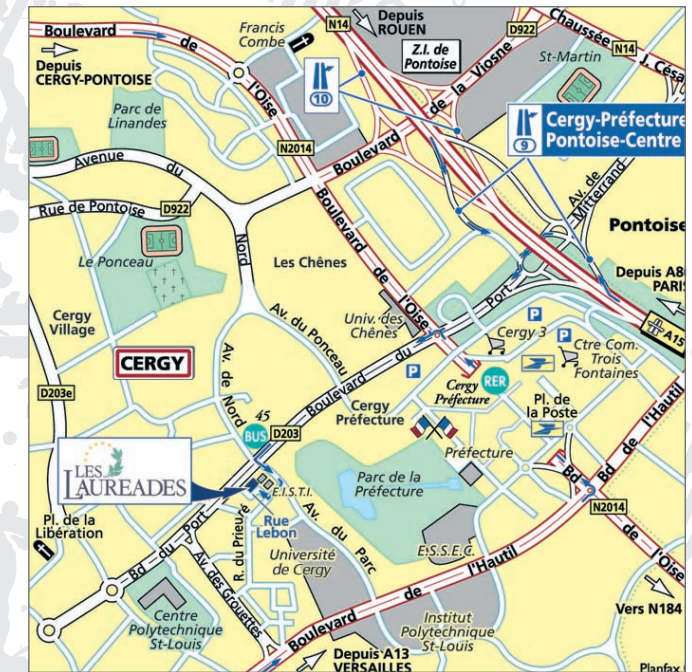 Boulevard de l'Oise
Depuis
CERGY-PONTOISE
Francis
Combe
N14
Depuis
ROUEN
Z.I. de
Pontoise
D922
Chaussée J. César
N14
St-Martin
10
9
Cergy-Préfecture
Pontoise-Centre
Parc de
Linandes
N2014
Boulevard de la Viosne
Avenue du Nord
Rue de Pontoise
D922
Av. de
Mitterrand
Boulevard de l'Oise
Pontoise
Le Ponceau
Les Chênes
Depuis A86
PARIS
Cergy
Village
Av. du Ponceau
Univ. des
Chênes
Boulevard du Port
P
Cergy 3
P
A15
CERGY
Av. de Nord
Ctre Com.
Trois
Fontaines
P
Cergy
Préfecture
RER
D203e
45
BUS
D203
Cergy
Préfecture
Pl. de
la Poste
Bd de l'Hautil
Préfecture
LES
LAUREADES
E.I.S.T.I.
Parc de la
Préfecture
Bd de l'Oise
N2014
Pl. de la
Libération
Bd du Port
R. du Prieuré
Rue
Lebon
Av. du Parc
Université
de Cergy
E.S.S.E.C.
Av. des Grouettes
Boulevard de l'Hautil
Centre
Polytechnique
St-Louis
Institut
Polytechnique
St-Louis
Vers N184
Depuis A13
VERSAILLES
Planfax